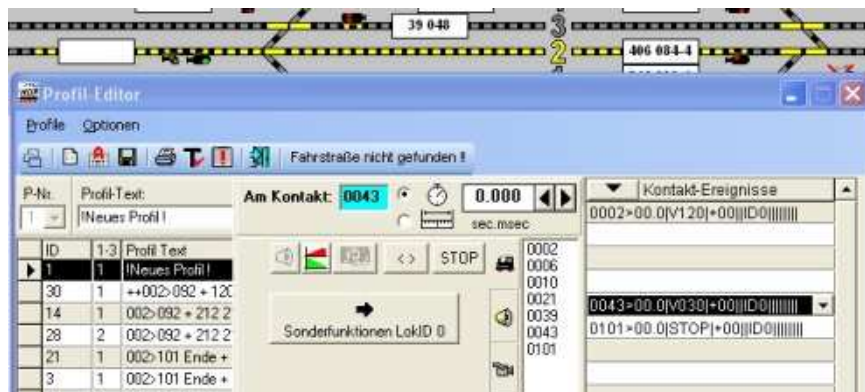 39 048
3
2
406 084-4
Profil-Editor
Profile Optionen
Fahrstraße nicht gefunden !
P-Nr. Profil-Text: Am Kontakt: 0043 0.000 Kontakt-Ereignisse
1 !Neues Profil ! sec.msec 0002>00.0|V120|+00|||ID0||||||||
ID 1-3 Profil Text
1 1 !Neues Profil !
30 1 ++002>092 + 120
14 1 002>092 + 212 2
28 2 002>092 + 212 2
21 1 002>101 Ende +
3 1 002>101 Ende +
<> STOP
Sonderfunktionen LokID 0
0002
0006
0010
0021
0039
0043
0101
0043>00.0|V030|+00|||ID0||||||||
0101>00.0|STOP|+00|||ID0||||||||